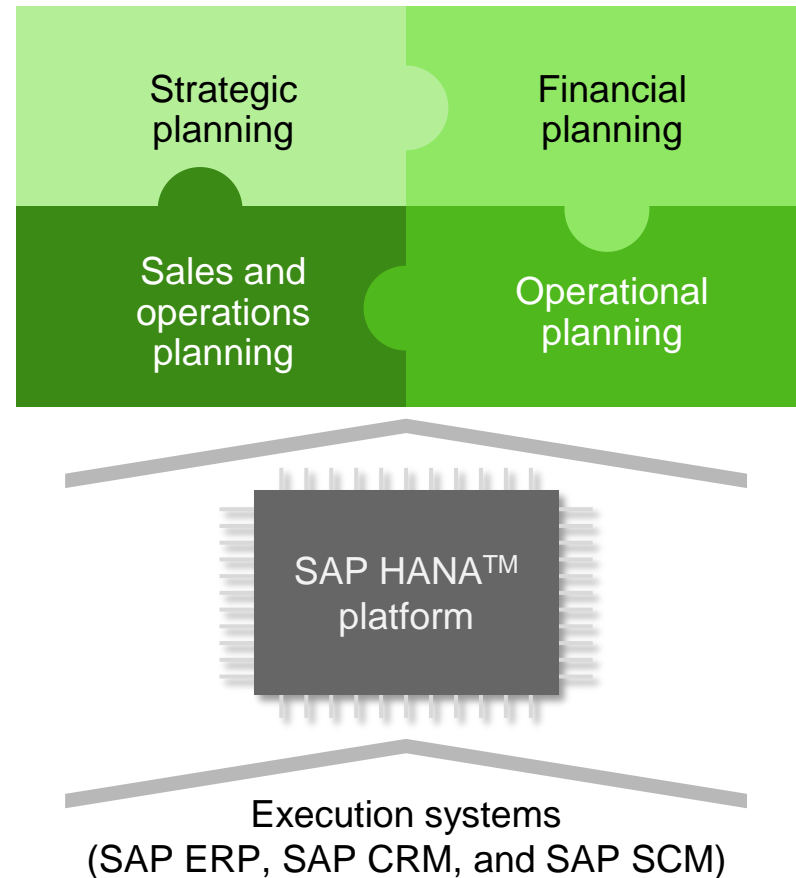 Strategic
planning
Financial
planning
Sales and
operations
planning
Operational
planning
SAP HANA™
platform
Execution systems
(SAP ERP, SAP CRM, and SAP SCM)